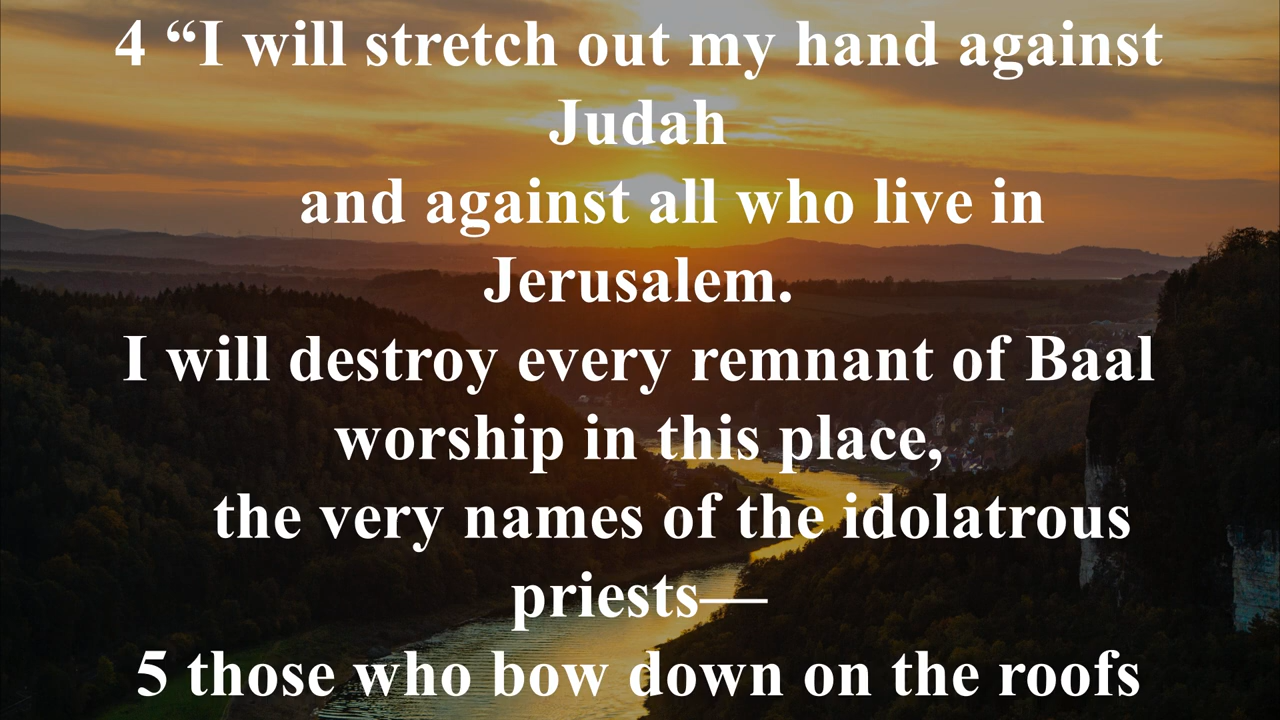 4 “I will stretch out my hand against
Judah
and against all who live in
Jerusalem.
I will destroy every remnant of Baal
worship in this place,
the very names of the idolatrous
priests—
5 those who bow down on the roofs